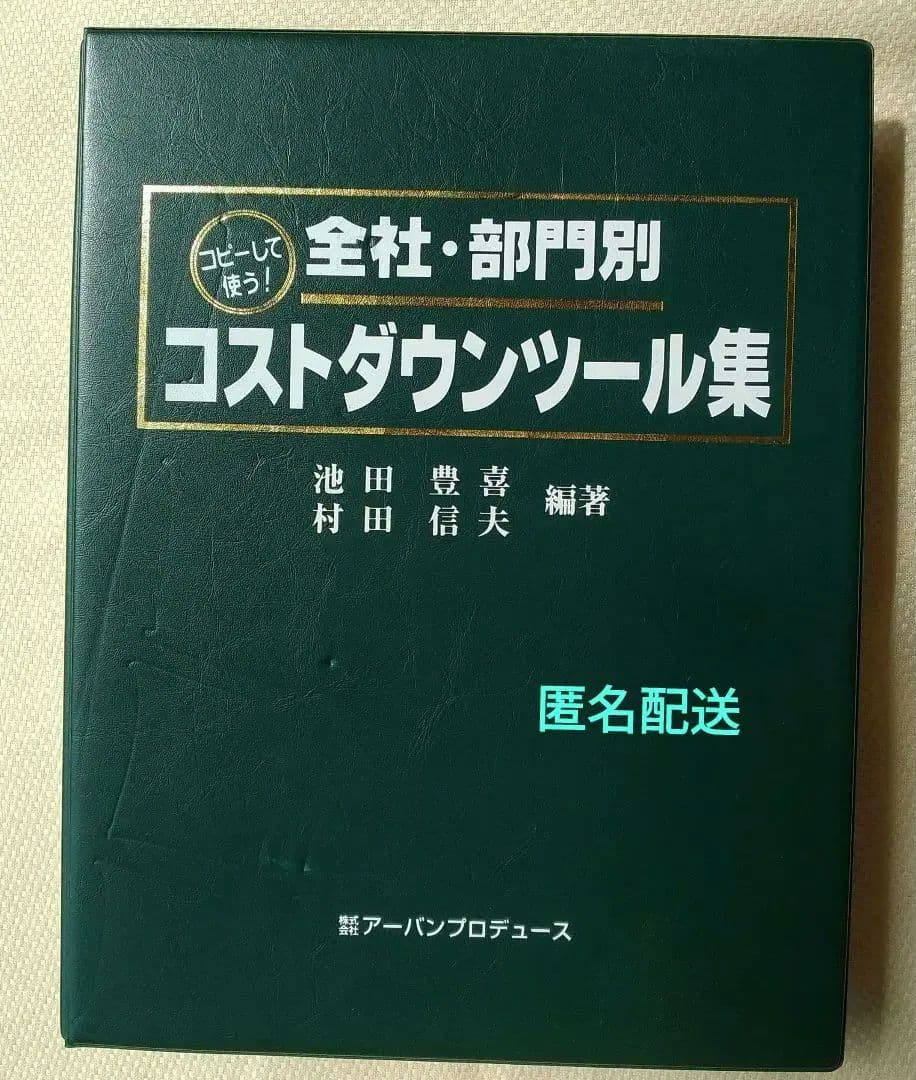 コピーして
使う!
全社・部門別
コストダウンツール集
池田 豊喜
村田 信夫
編著
匿名配送
株式会社アーバンプロデュース